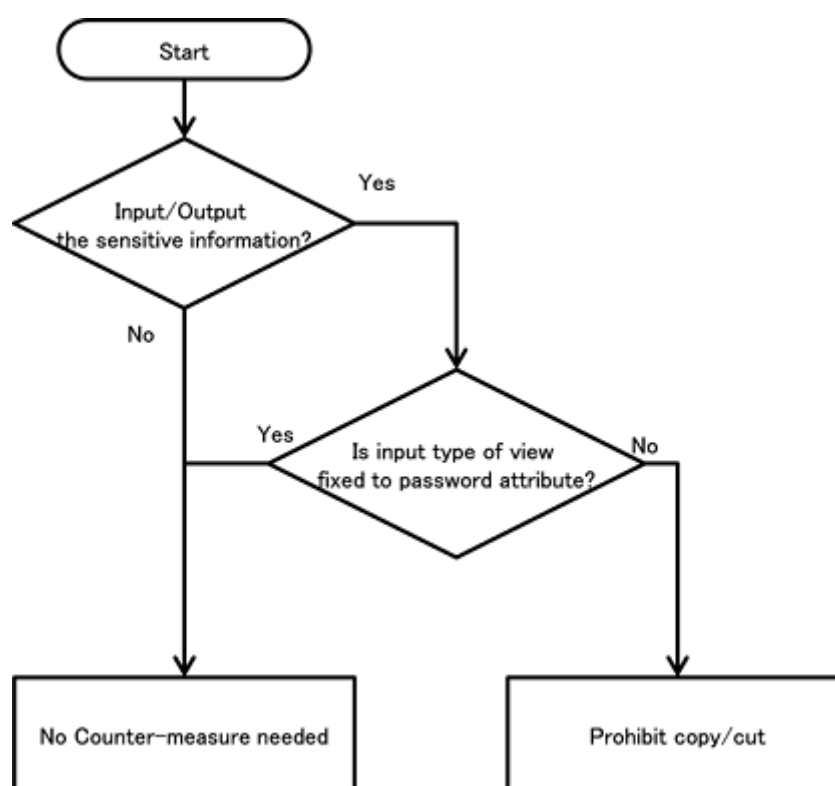 Start
Yes
Input/Output
the sensitive information?
No
Yes
Is input type of view
fixed to password attribute?
No
No Counter-measure needed
Prohibit copy/cut